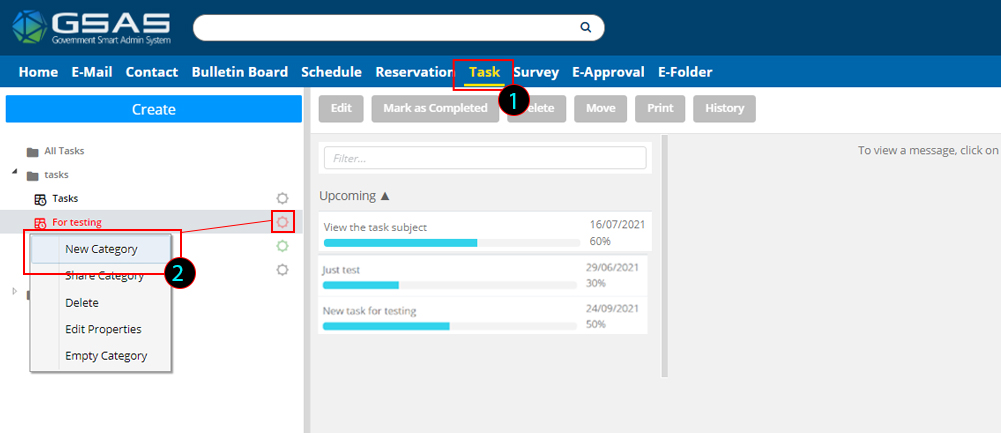 GSAS
Government Smart Admin System
Home E-Mail Contact Bulletin Board Schedule Reservation Task Survey E-Approval E-Folder
1
Create
Edit Mark as Completed Delete Move Print History
All Tasks
tasks
Tasks
For testing
New Category
2
Share Category
Delete
Edit Properties
Empty Category
Filter...
Upcoming ▲
View the task subject 16/07/2021
60%
Just test 29/06/2021
30%
New task for testing 24/09/2021
50%
To view a message, click on